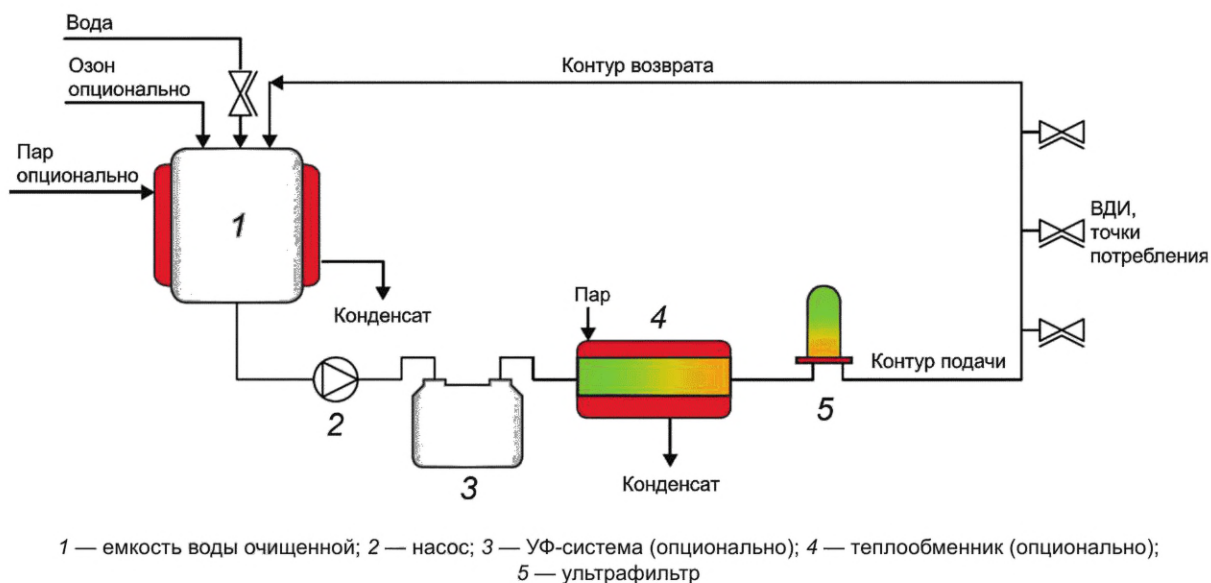 Вода
Озон
опционально
Пар
опционально
Контур возврата
1
ВДИ,
точки
потребления
Конденсат
Пар
4
Контур подачи
2
3
5
Конденсат
1 — емкость воды очищенной; 2 — насос; 3 — УФ-система (опционально); 4 — теплообменник (опционально);
5 — ультрафильтр